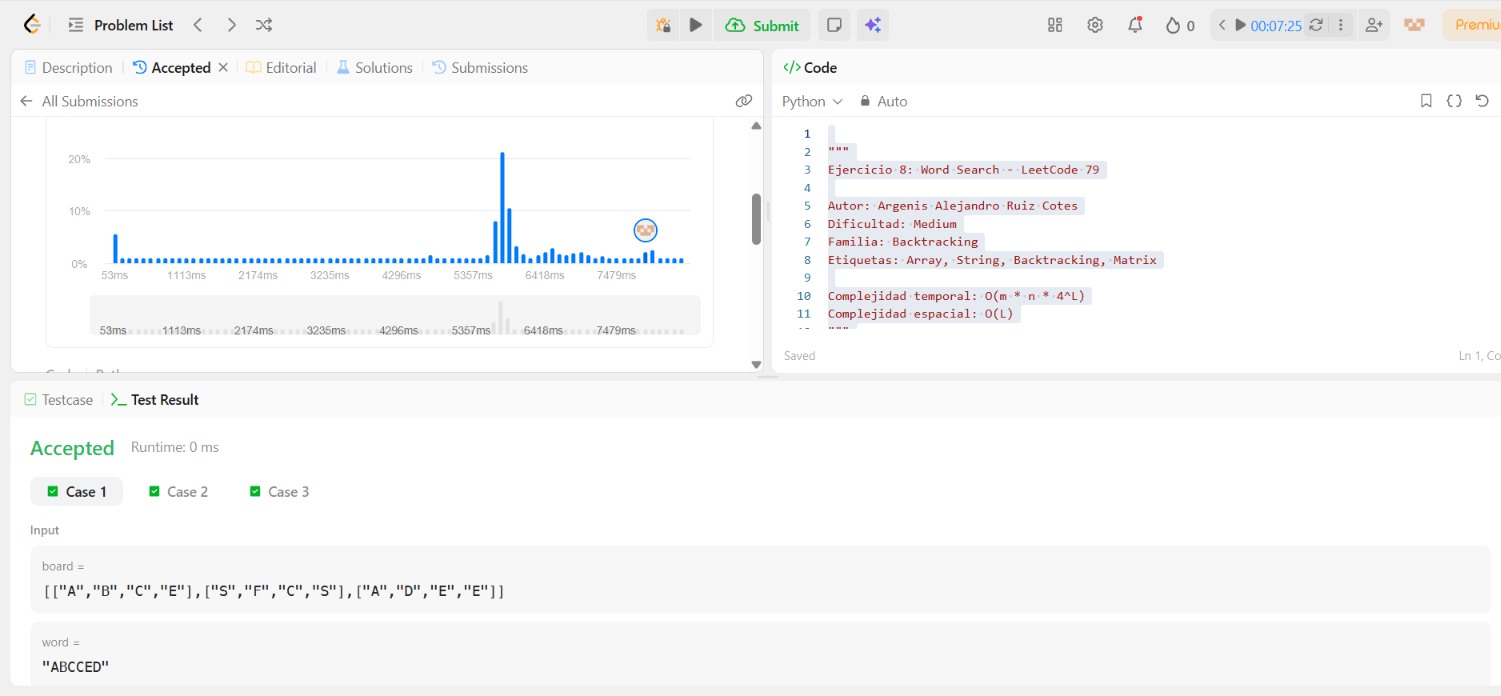 Problem List
Submit
0
00:07:25
Premiu
Description
Accepted
Editorial
Solutions
Submissions
All Submissions
20%
10%
0%
53ms 1113ms 2174ms 3235ms 4296ms 5357ms 6418ms 7479ms
53ms 1113ms 2174ms 3235ms 4296ms 5357ms 6418ms 7479ms
</> Code
Python
Auto
1
2 """
3 Ejercicio 8: Word Search - LeetCode 79
4
5 Autor: Argenis Alejandro Ruiz Cotes
6 Dificultad: Medium
7 Familia: Backtracking
8 Etiquetas: Array, String, Backtracking, Matrix
9
10 Complejidad temporal: O(m * n * 4^L)
11 Complejidad espacial: O(L)
Saved
Ln 1, Co
Testcase
>_ Test Result
Accepted
Runtime: 0 ms
Case 1
Case 2
Case 3
Input
board =
[["A","B","C","E"],["S","F","C","S"],["A","D","E","E"]]
word =
"ABCCED"